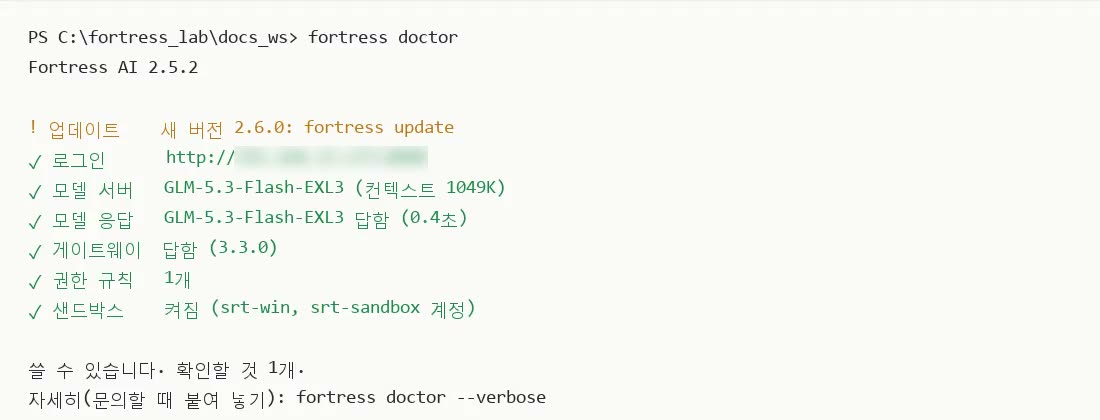 PS C:\fortress_lab\docs_ws> fortress doctor
Fortress AI 2.5.2
! 업데이트 새 버전 2.6.0: fortress update
✓ 로그인 http://
✓ 모델 서버 GLM-5.3-Flash-EXL3 (컨텍스트 1049K)
✓ 모델 응답 GLM-5.3-Flash-EXL3 답함 (0.4초)
✓ 게이트웨이 답함 (3.3.0)
✓ 권한 규칙 1개
✓ 샌드박스 켜짐 (srt-win, srt-sandbox 계정)
쓸 수 있습니다. 확인할 것 1개.
자세히(문의할 때 붙여 넣기): fortress doctor --verbose